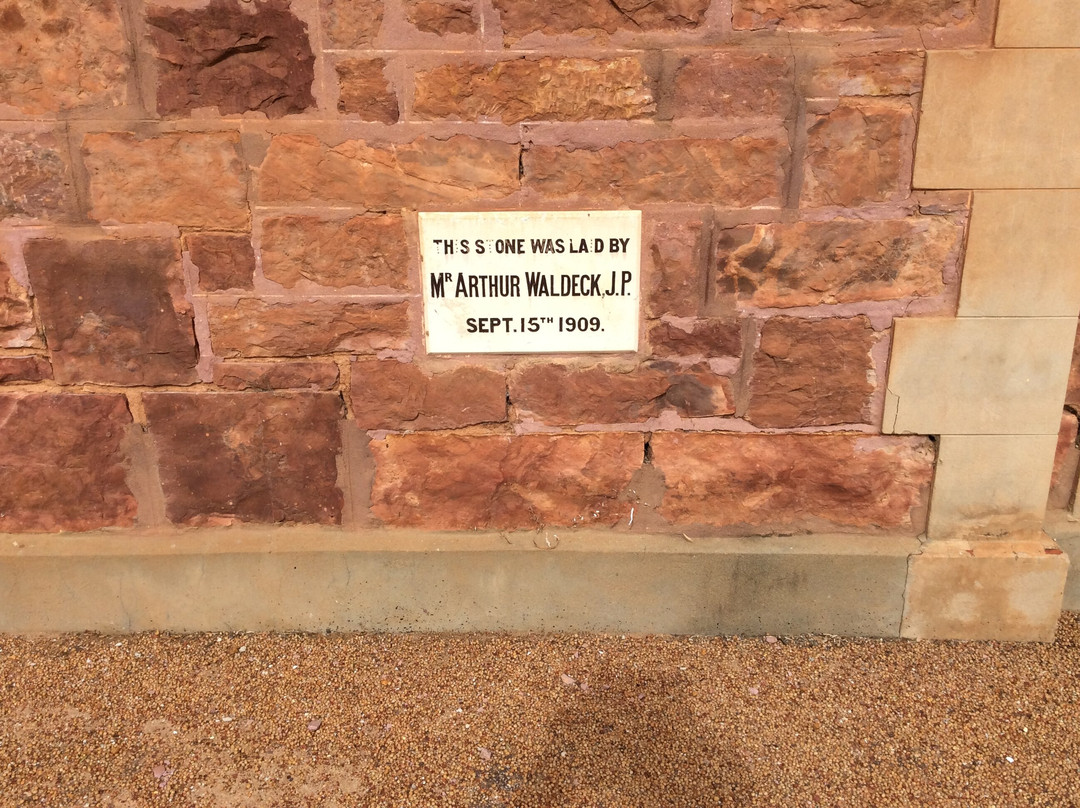 THIS STONE WAS LAID BY
MR ARTHUR WALDECK, J.P.
SEPT. 15TH 1909.